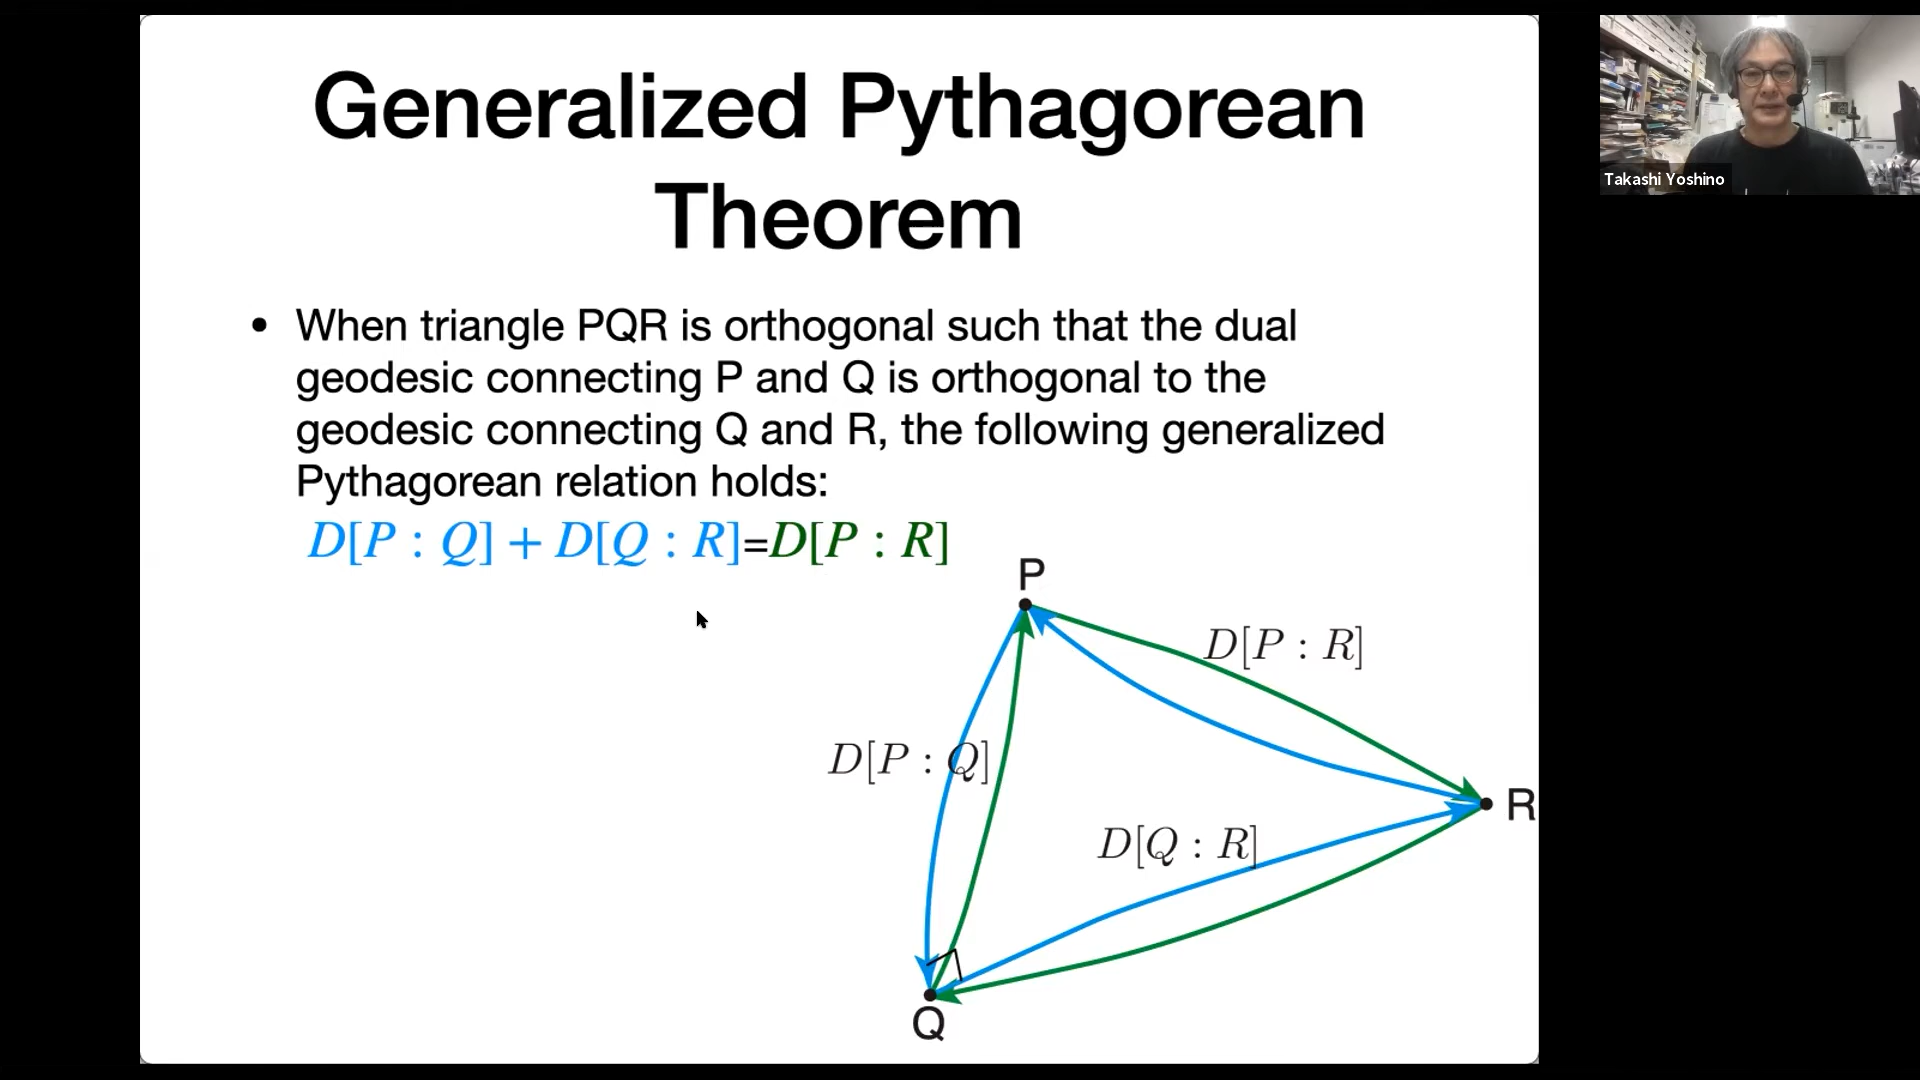 Generalized Pythagorean
Theorem
• When triangle PQR is orthogonal such that the dual
geodesic connecting P and Q is orthogonal to the
geodesic connecting Q and R, the following generalized
Pythagorean relation holds:
D[P : Q] + D[Q : R]=D[P : R]
P
D[P : R]
D[P : Q]
R
D[Q : R]
Q
Takashi Yoshino